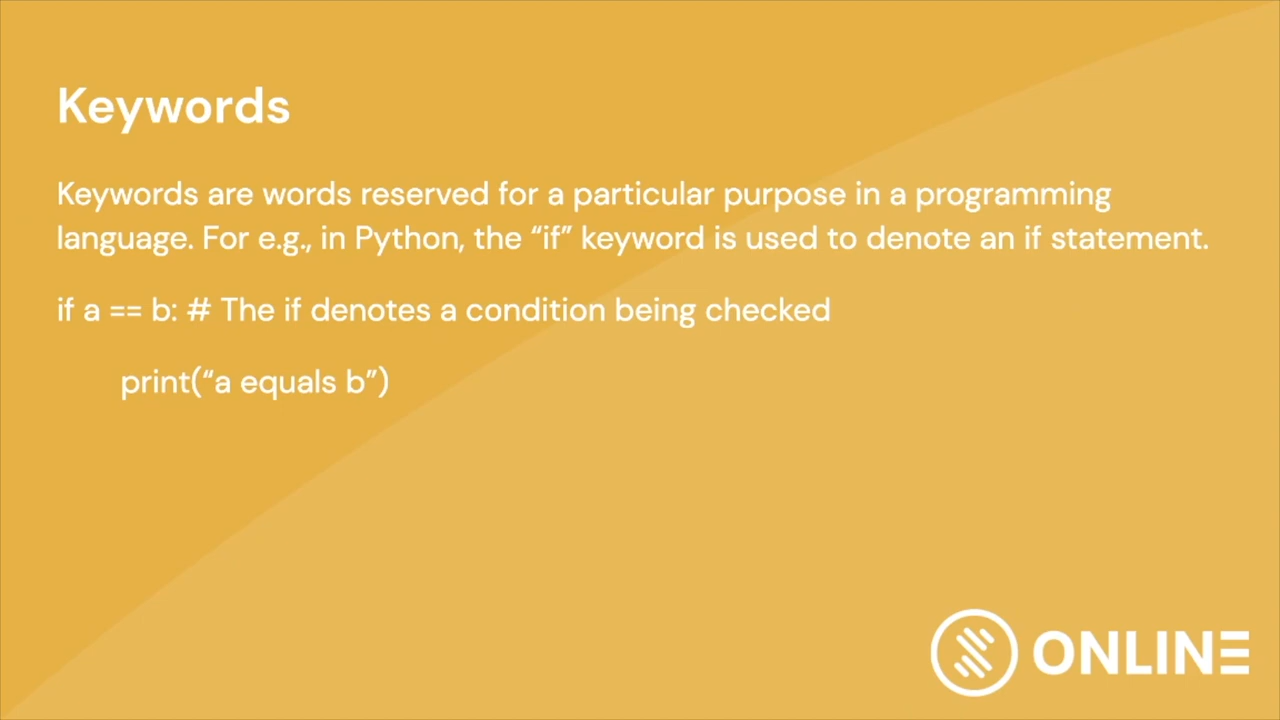 Keywords
Keywords are words reserved for a particular purpose in a programming
language. For e.g., in Python, the “if” keyword is used to denote an if statement.
if a == b: # The if denotes a condition being checked
print(“a equals b”)
ONLINE